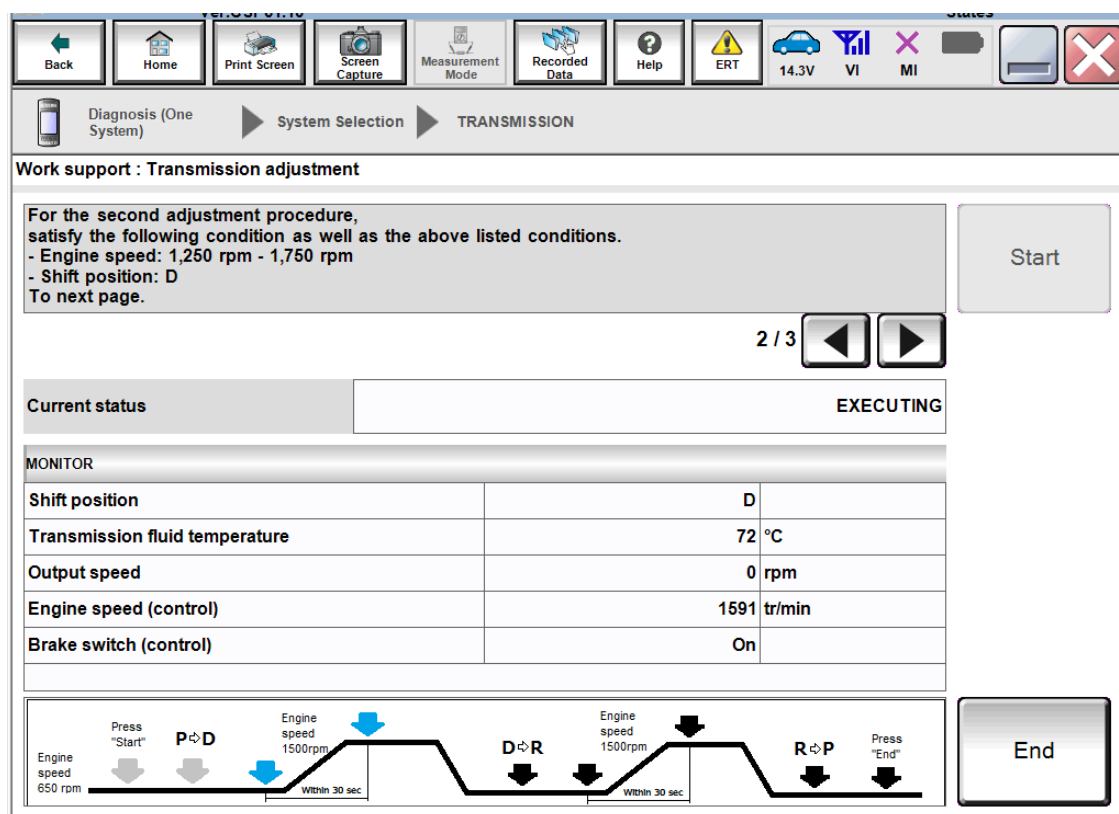 Ver.CSP01.10 States
Back Home Print Screen Screen Capture Measurement Mode Recorded Data Help ERT 14.3V VI MI
Diagnosis (One System) System Selection TRANSMISSION
Work support : Transmission adjustment
For the second adjustment procedure,
satisfy the following condition as well as the above listed conditions.
- Engine speed: 1,250 rpm - 1,750 rpm
- Shift position: D
To next page.
Start
2 / 3
Current status EXECUTING
MONITOR
Shift position D
Transmission fluid temperature 72 °C
Output speed 0 rpm
Engine speed (control) 1591 tr/min
Brake switch (control) On
Engine speed 650 rpm
Press "Start"
P⇨D
Engine speed 1500rpm
Within 30 sec
D⇨R
Engine speed 1500rpm
Within 30 sec
R⇨P
Press "End"
End